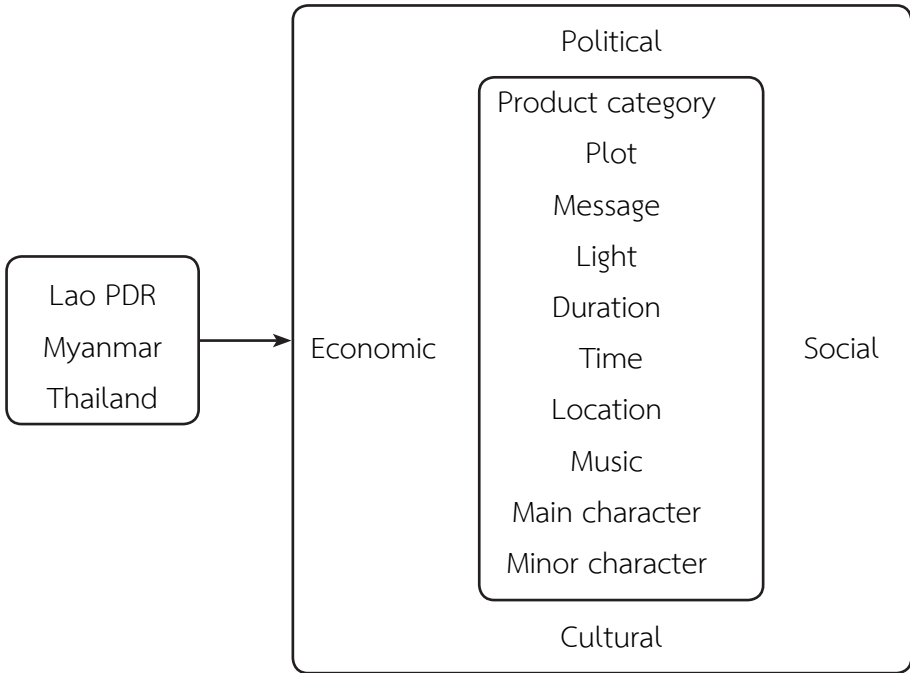 Political
Product category
Plot
Message
Light
Duration
Time
Location
Music
Main character
Minor character
Lao PDR
Myanmar
Thailand
Economic
Social
Cultural